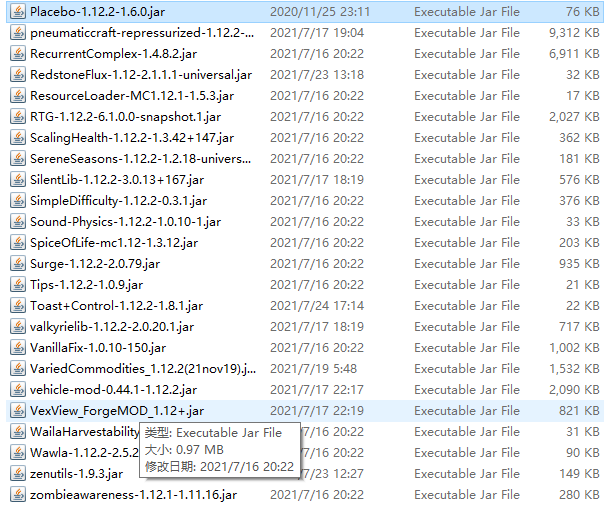 Placebo-1.12.2-1.6.0.jar 2020/11/25 23:11 Executable Jar File 76 KB
pneumaticcraft-repressurized-1.12.2-... 2021/7/17 19:04 Executable Jar File 9,312 KB
RecurrentComplex-1.4.8.2.jar 2021/7/16 20:22 Executable Jar File 6,911 KB
RedstoneFlux-1.12-2.1.1.1-universal.jar 2021/7/23 13:18 Executable Jar File 32 KB
ResourceLoader-MC1.12.1-1.5.3.jar 2021/7/16 20:22 Executable Jar File 17 KB
RTG-1.12.2-6.1.0.0-snapshot.1.jar 2021/7/16 20:22 Executable Jar File 2,027 KB
ScalingHealth-1.12.2-1.3.42+147.jar 2021/7/16 20:22 Executable Jar File 362 KB
SereneSeasons-1.12.2-1.2.18-univers... 2021/7/16 20:22 Executable Jar File 181 KB
SilentLib-1.12.2-3.0.13+167.jar 2021/7/17 18:19 Executable Jar File 576 KB
SimpleDifficulty-1.12.2-0.3.1.jar 2021/7/16 20:22 Executable Jar File 376 KB
Sound-Physics-1.12.2-1.0.10-1.jar 2021/7/16 20:22 Executable Jar File 33 KB
SpiceOfLife-mc1.12-1.3.12.jar 2021/7/16 20:22 Executable Jar File 203 KB
Surge-1.12.2-2.0.79.jar 2021/7/16 20:22 Executable Jar File 935 KB
Tips-1.12.2-1.0.9.jar 2021/7/16 20:22 Executable Jar File 21 KB
Toast+Control-1.12.2-1.8.1.jar 2021/7/24 17:14 Executable Jar File 22 KB
valkyrielib-1.12.2-2.0.20.1.jar 2021/7/17 18:19 Executable Jar File 717 KB
VanillaFix-1.0.10-150.jar 2021/7/16 20:22 Executable Jar File 1,002 KB
VariedCommodities_1.12.2(21nov19).j... 2021/7/19 5:48 Executable Jar File 1,532 KB
vehicle-mod-0.44.1-1.12.2.jar 2021/7/17 22:17 Executable Jar File 2,090 KB
VexView_ForgeMOD_1.12+.jar 2021/7/17 22:19 Executable Jar File 821 KB
WailaHarvestability 20:22 Executable Jar File 31 KB
类型: Executable Jar File
Wawla-1.12.2-2.5.2 20:22 Executable Jar File 90 KB
大小: 0.97 MB
修改日期: 2021/7/16 20:22
zenutils-1.9.3.jar 12:27 Executable Jar File 149 KB
zombieawareness-1.12.1-1.11.16.jar 2021/7/16 20:22 Executable Jar File 280 KB